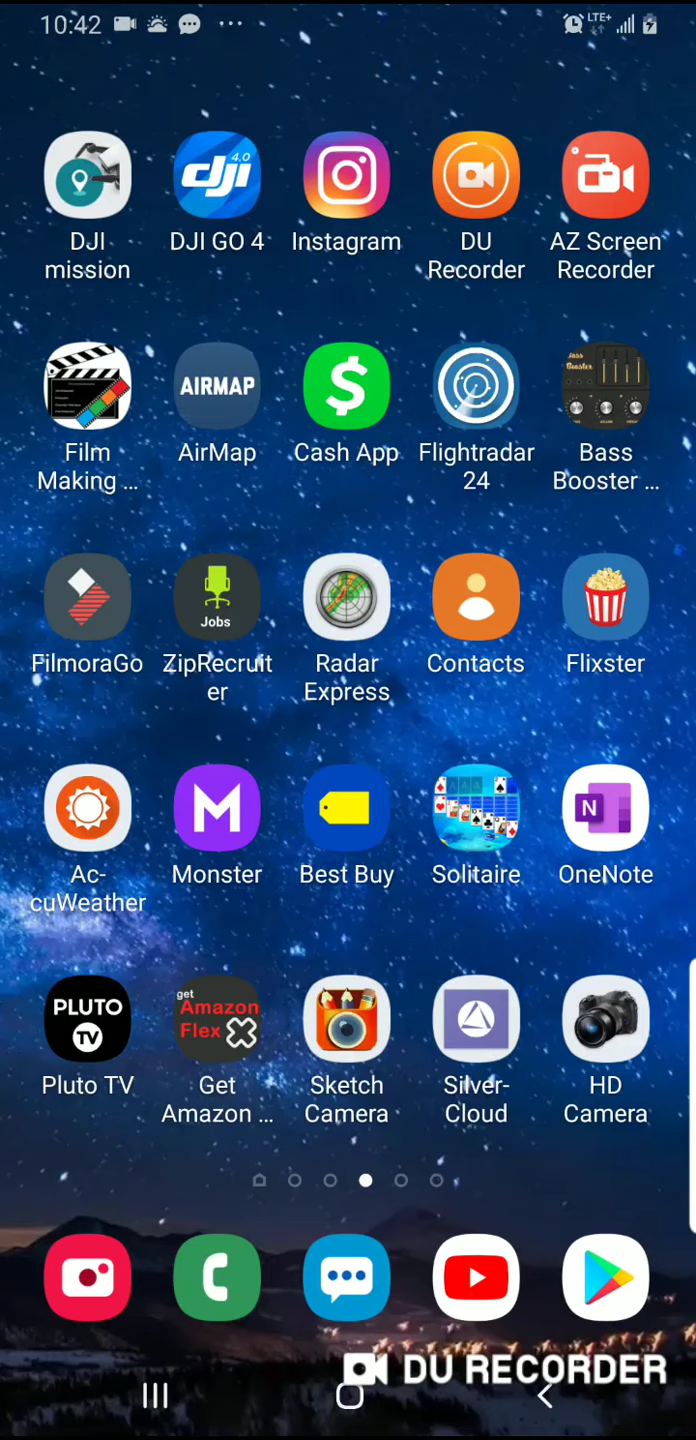 10:42
LTE+
dji 4.0
DJI mission
DJI GO 4
Instagram
DU Recorder
AZ Screen Recorder
AIRMAP
Bass Booster
Film Making ...
AirMap
Cash App
Flightradar 24
Bass Booster ...
Jobs
FilmoraGo
ZipRecruit er
Radar Express
Contacts
Flixster
M
N
Ac- cuWeather
Monster
Best Buy
Solitaire
OneNote
PLUTO TV
get Amazon Flex
Pluto TV
Get Amazon ...
Sketch Camera
Silver- Cloud
HD Camera
DU RECORDER